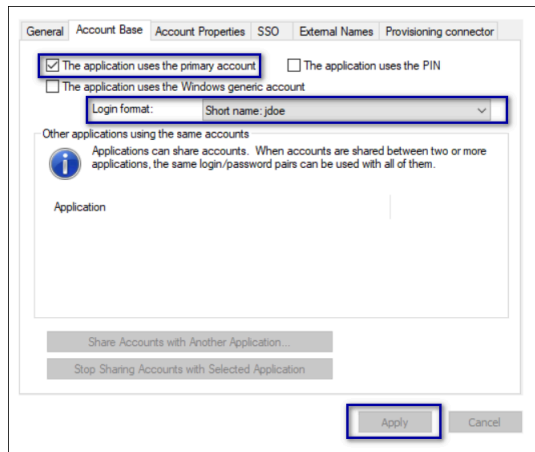 General Account Base Account Properties SSO External Names Provisioning connector
The application uses the primary account The application uses the PIN
The application uses the Windows generic account
Login format: Short name: jdoe
Other applications using the same accounts
Applications can share accounts. When accounts are shared between two or more
applications, the same login/password pairs can be used with all of them.
Application
Share Accounts with Another Application...
Stop Sharing Accounts with Selected Application
Apply Cancel